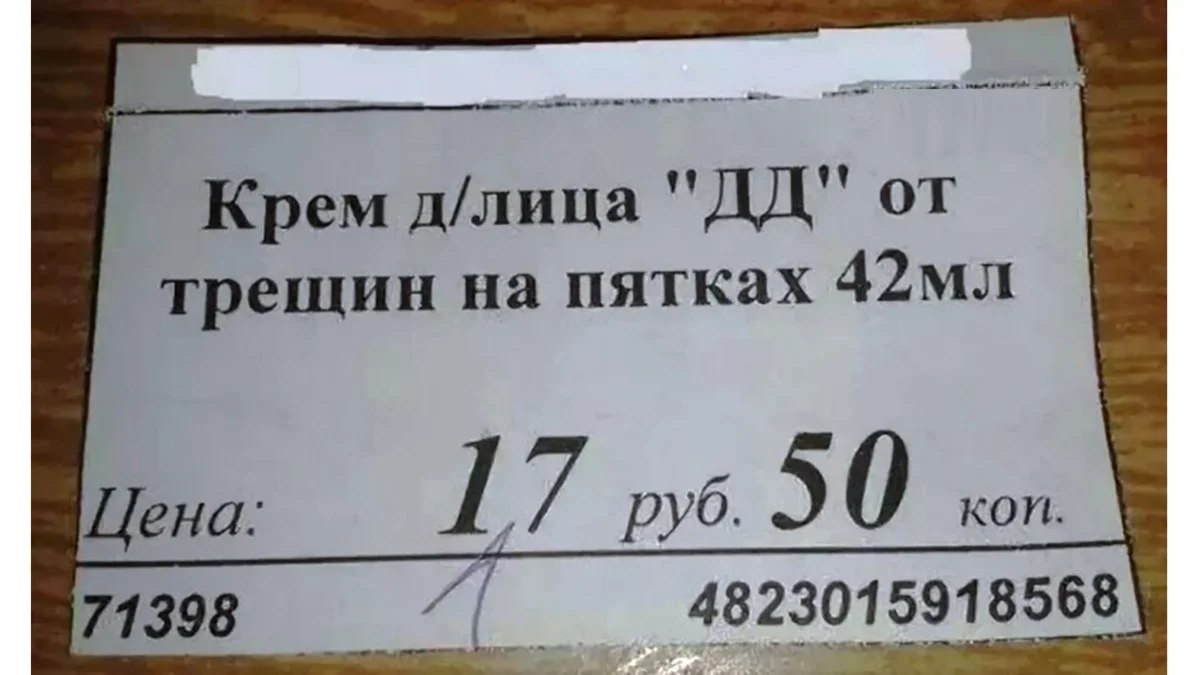 Крем д/лица "ДД" от
трещин на пятках 42мл
Цена: 17 руб. 50 коп.
71398 4823015918568